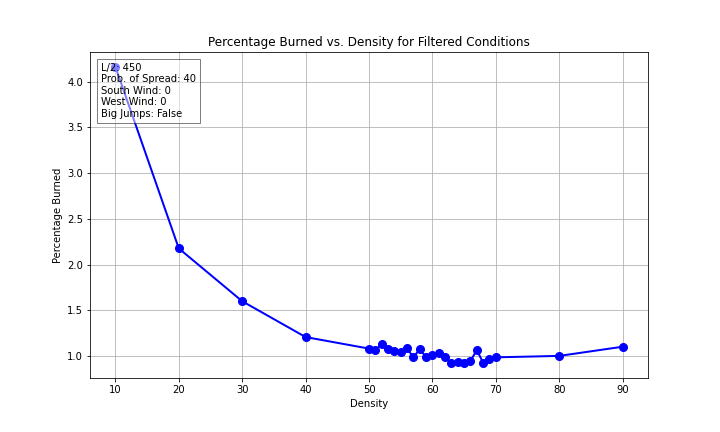 Percentage Burned vs. Density for Filtered Conditions
L/2: 450
Prob. of Spread: 40
South Wind: 0
West Wind: 0
Big Jumps: False
Percentage Burned
4.0
3.5
3.0
2.5
2.0
1.5
1.0
10 20 30 40 50 60 70 80 90
Density